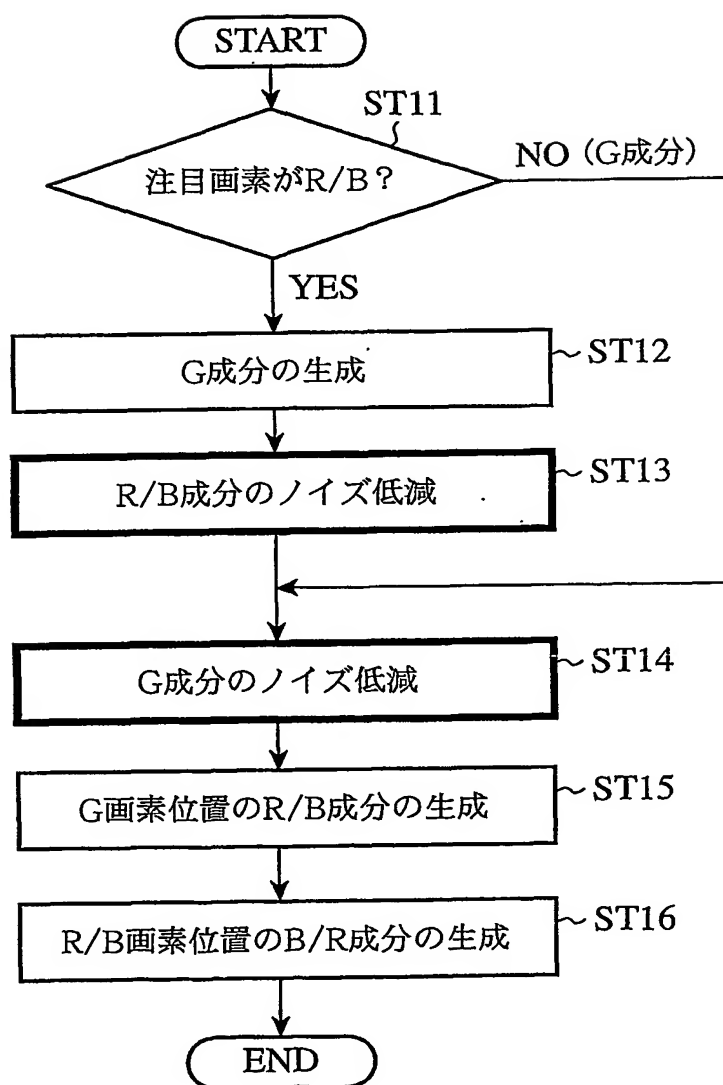 START
ST11
注目画素がR/B?
NO (G成分)
YES
G成分の生成
ST12
R/B成分のノイズ低減
ST13
G成分のノイズ低減
ST14
G画素位置のR/B成分の生成
ST15
R/B画素位置のB/R成分の生成
ST16
END